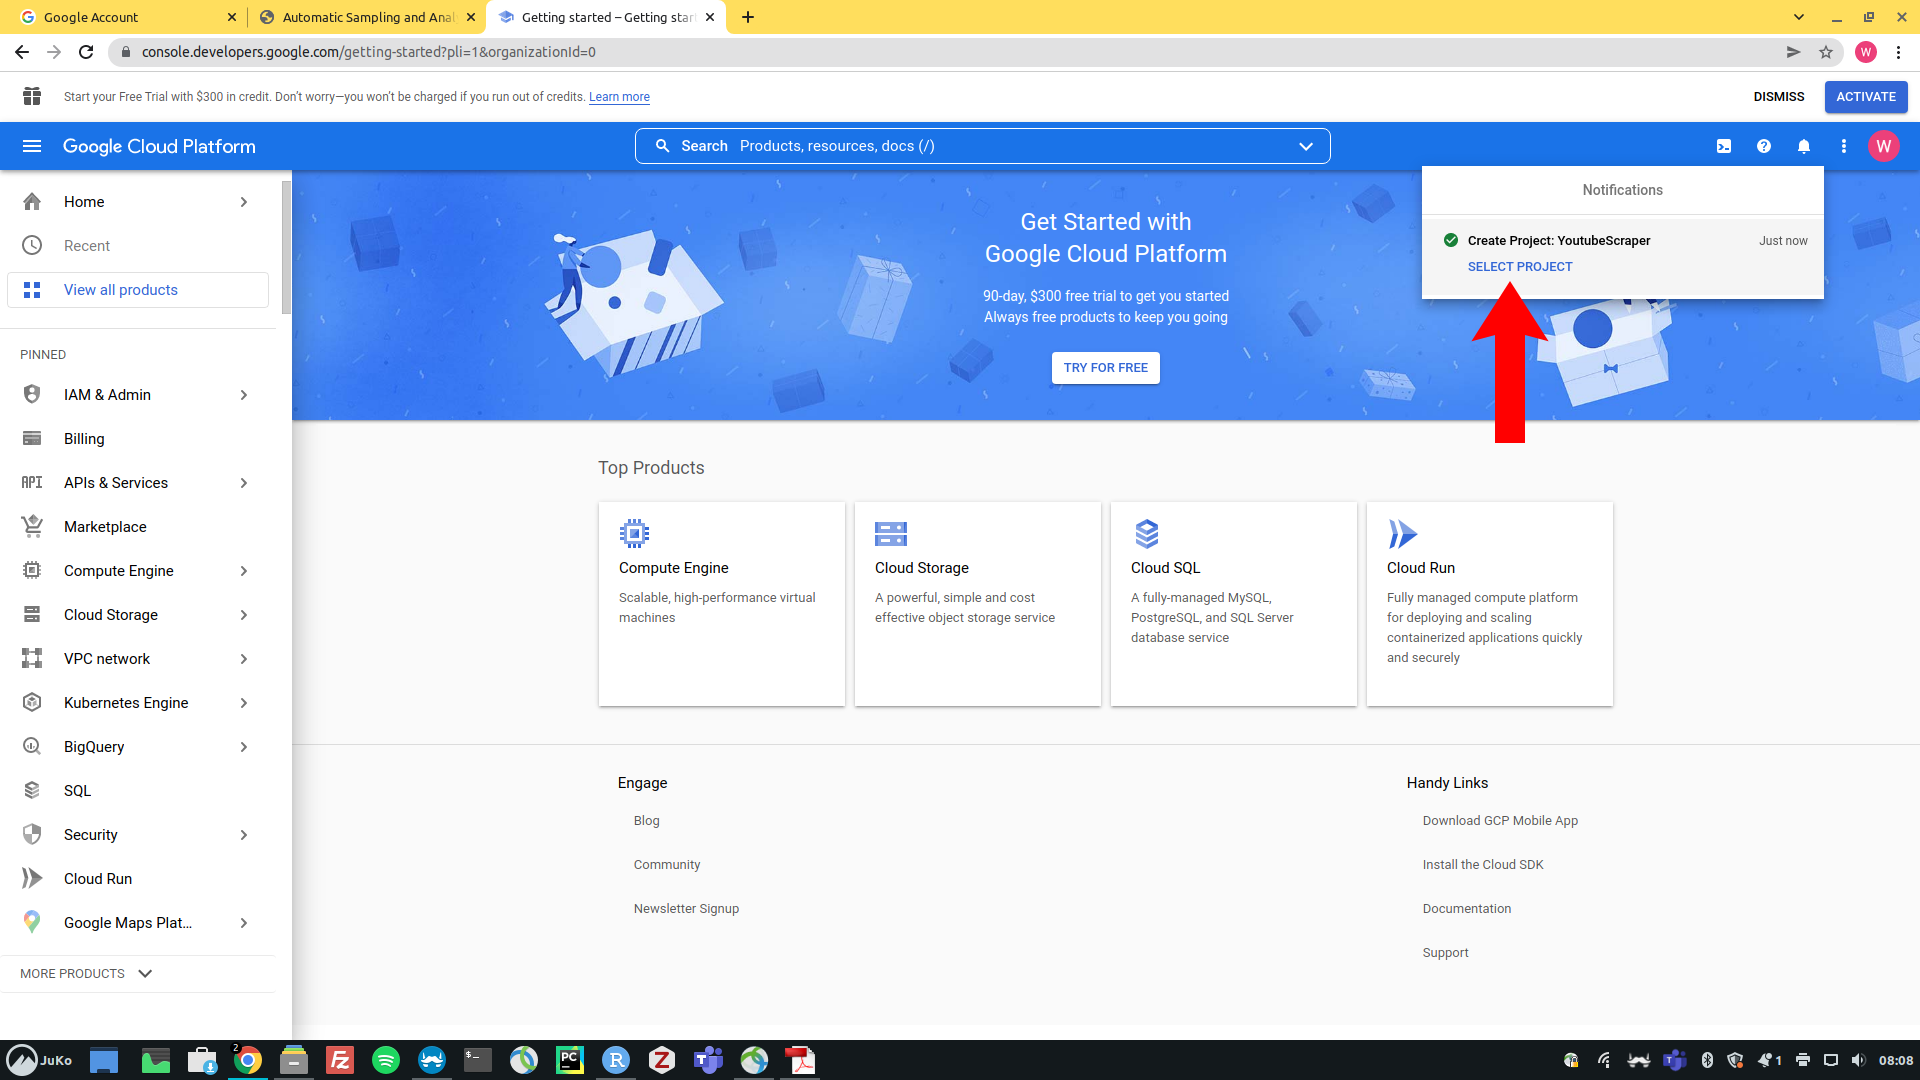 Google Account
Automatic Sampling and Anal
Getting started – Getting star
console.developers.google.com/getting-started?pli=1&organizationId=0
W
Start your Free Trial with $300 in credit. Don’t worry—you won’t be charged if you run out of credits. Learn more
DISMISS
ACTIVATE
Google Cloud Platform
Search Products, resources, docs (/)
W
Home
Recent
View all products
PINNED
IAM & Admin
Billing
API APIs & Services
Marketplace
Compute Engine
Cloud Storage
VPC network
Kubernetes Engine
BigQuery
SQL
Security
Cloud Run
Google Maps Plat...
MORE PRODUCTS
Get Started with
Google Cloud Platform
90-day, $300 free trial to get you started
Always free products to keep you going
TRY FOR FREE
Notifications
Create Project: YoutubeScraper Just now
SELECT PROJECT
Top Products
Compute Engine
Scalable, high-performance virtual
machines
Cloud Storage
A powerful, simple and cost
effective object storage service
Cloud SQL
A fully-managed MySQL,
PostgreSQL, and SQL Server
database service
Cloud Run
Fully managed compute platform
for deploying and scaling
containerized applications quickly
and securely
Engage
Blog
Community
Newsletter Signup
Handy Links
Download GCP Mobile App
Install the Cloud SDK
Documentation
Support
JuKo
2
FZ
$_
PC
R
Z
T
1
08:08